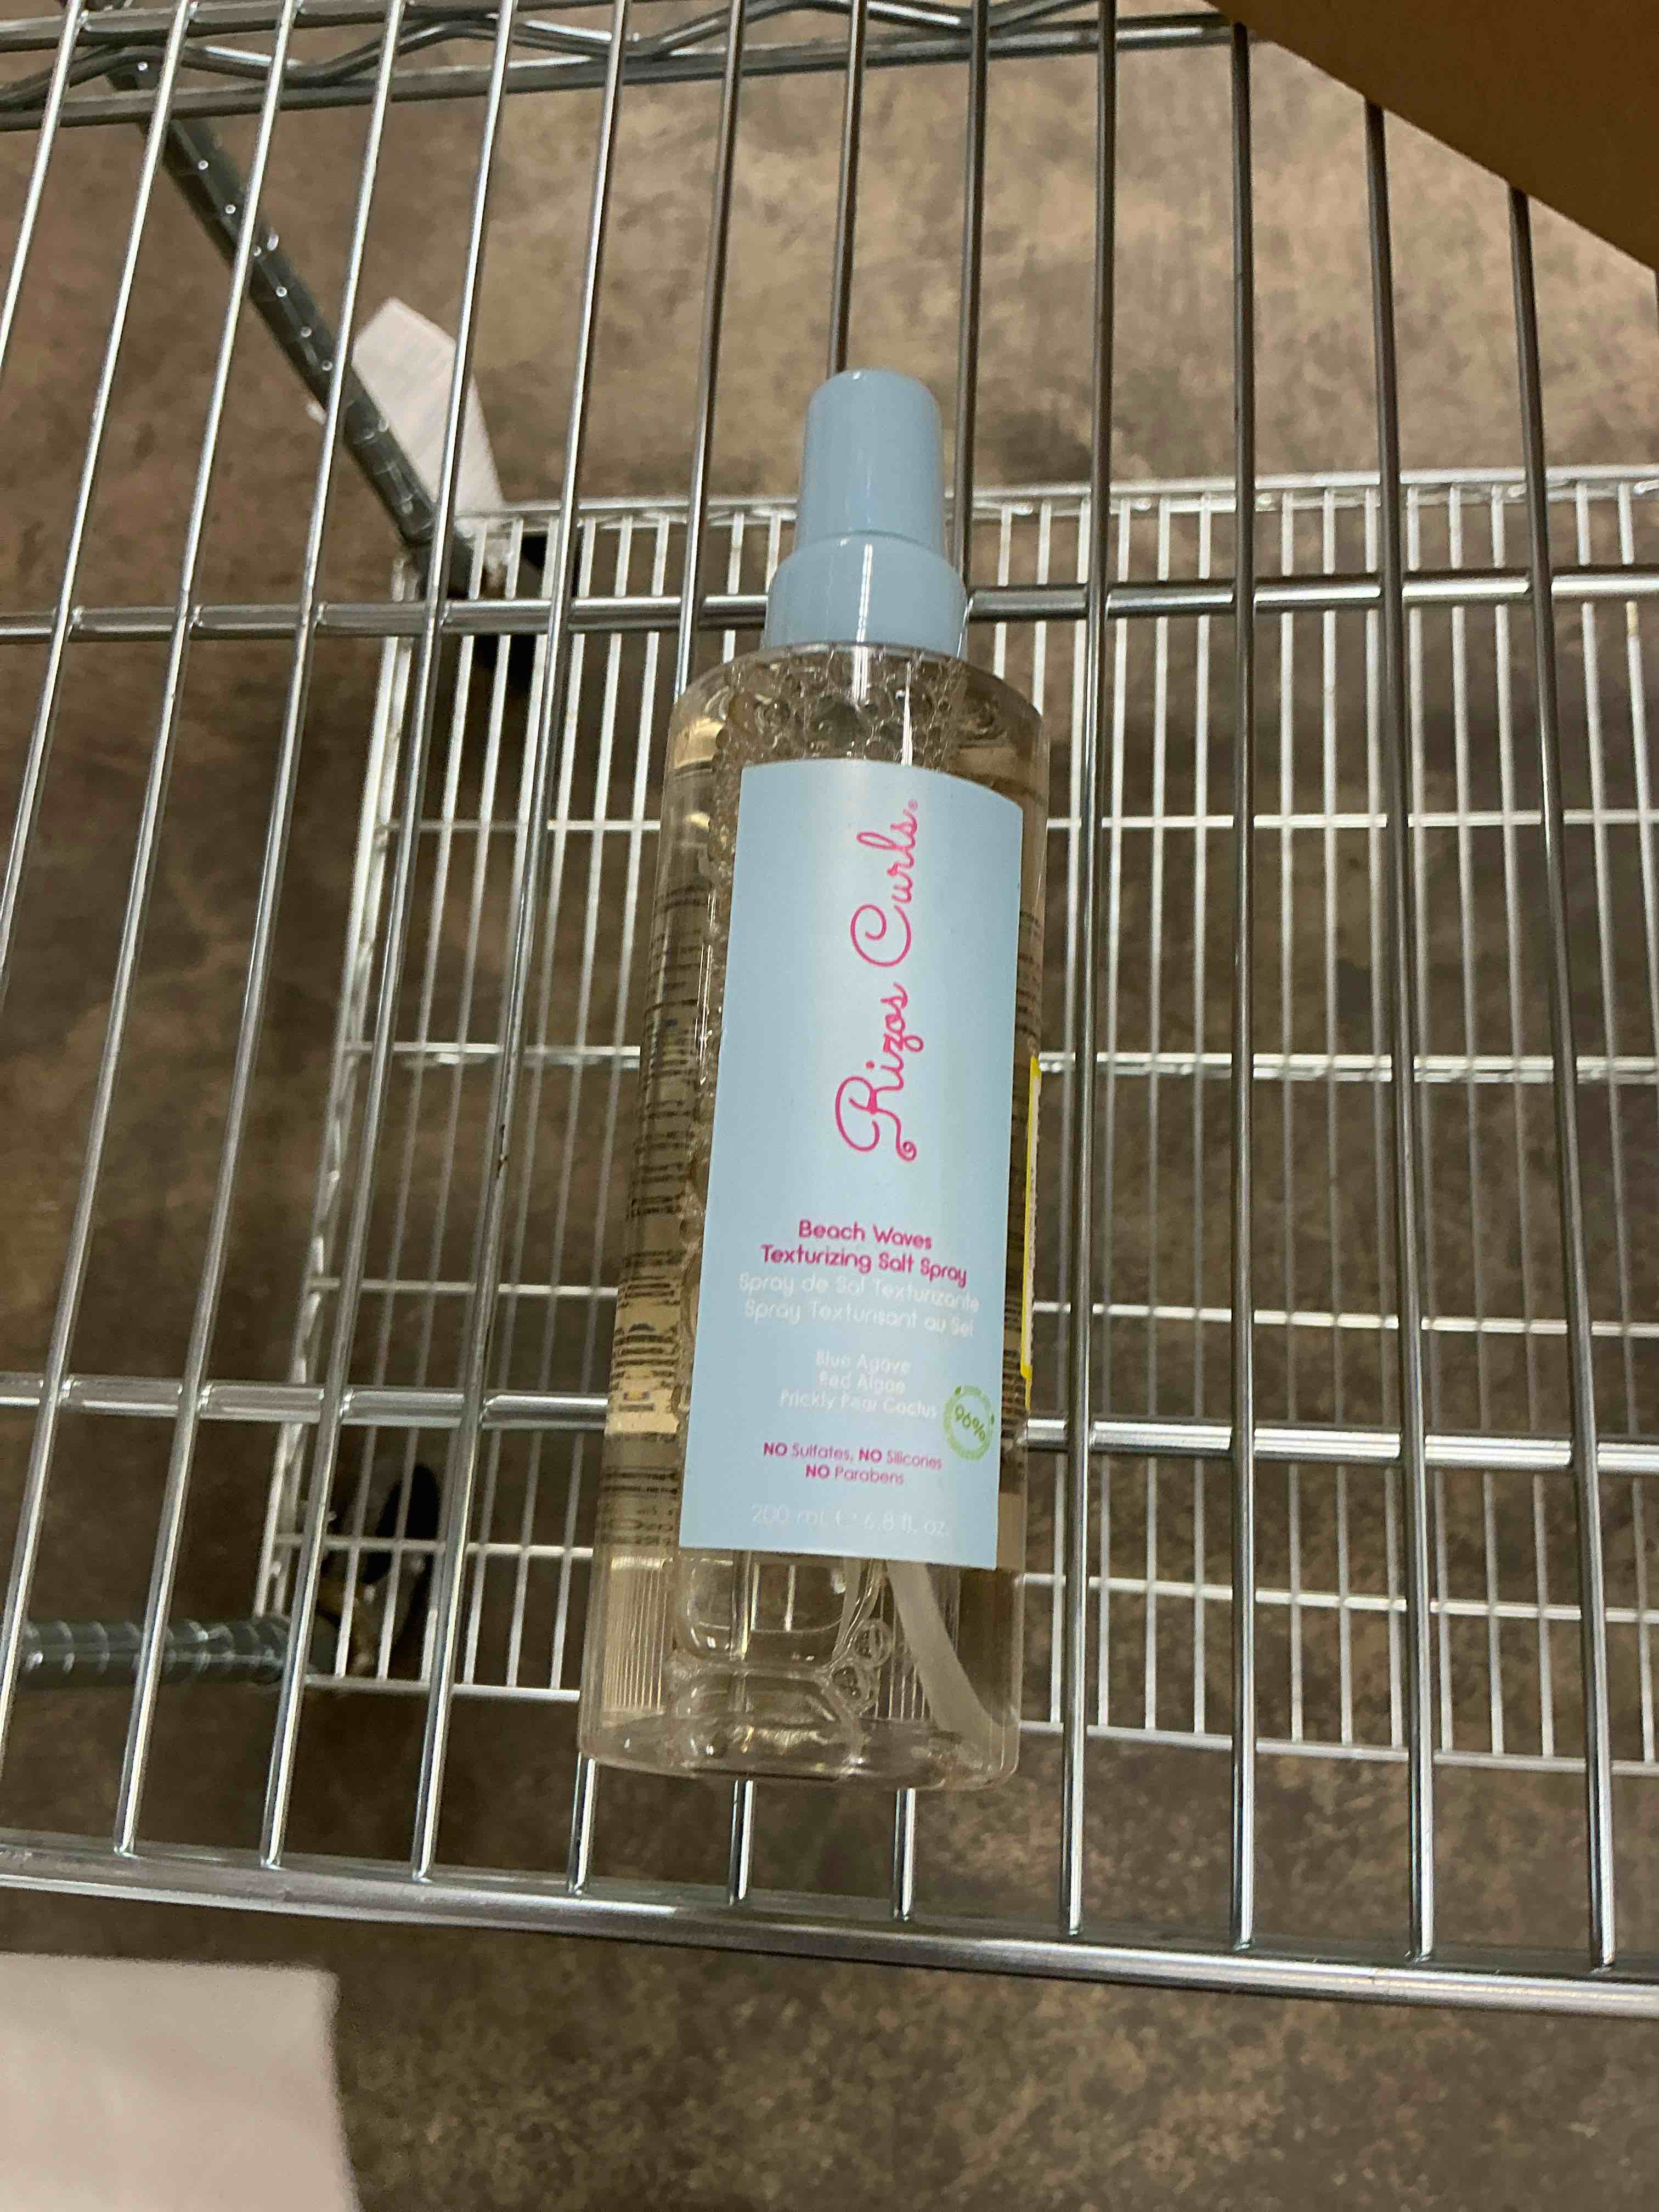 Rizos Curls®
Beach Waves
Texturizing Salt Spray
Spray de Sal Texturizante
Spray Texturisant au Sel
Blue Agave
Red Algae
Prickly Pear Cactus
96%
NO Sulfates, NO Silicones
NO Parabens
200 mL ℮ 6.8 fl. oz.